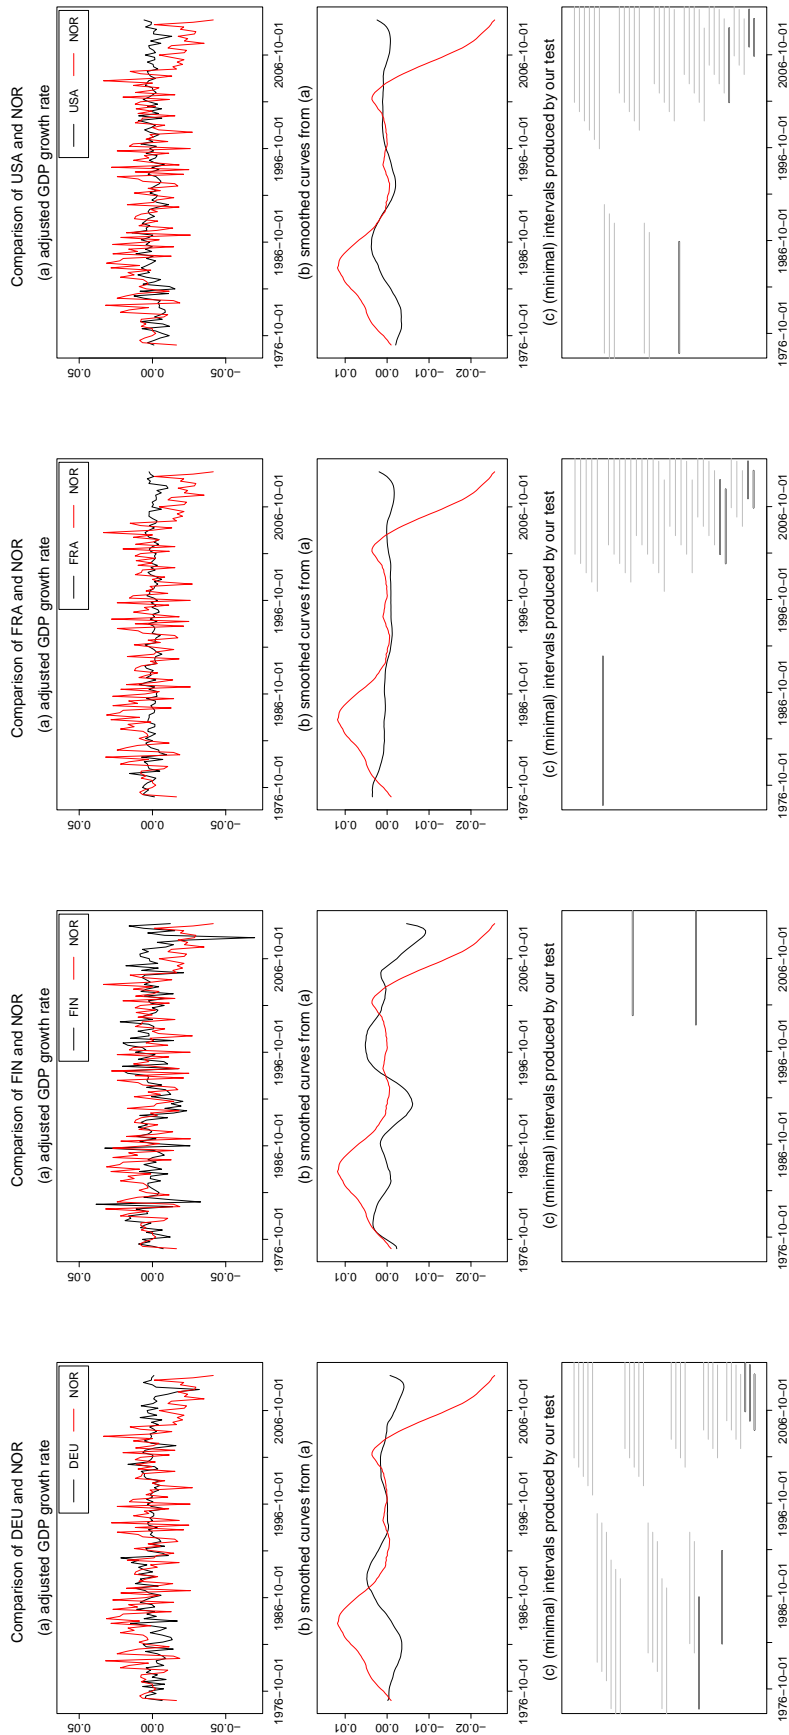 Comparison of DEU and NOR
(a) adjusted GDP growth rate
DEU NOR
0.05
0.00
−0.05
1976−10−01 1986−10−01 1996−10−01 2006−10−01
(b) smoothed curves from (a)
0.01
0.00
−0.01
−0.02
1976−10−01 1986−10−01 1996−10−01 2006−10−01
(c) (minimal) intervals produced by our test
1976−10−01 1986−10−01 1996−10−01 2006−10−01
Comparison of FIN and NOR
(a) adjusted GDP growth rate
FIN NOR
0.05
0.00
−0.05
1976−10−01 1986−10−01 1996−10−01 2006−10−01
(b) smoothed curves from (a)
0.01
0.00
−0.01
−0.02
1976−10−01 1986−10−01 1996−10−01 2006−10−01
(c) (minimal) intervals produced by our test
1976−10−01 1986−10−01 1996−10−01 2006−10−01
Comparison of FRA and NOR
(a) adjusted GDP growth rate
FRA NOR
0.05
0.00
−0.05
1976−10−01 1986−10−01 1996−10−01 2006−10−01
(b) smoothed curves from (a)
0.01
0.00
−0.01
−0.02
1976−10−01 1986−10−01 1996−10−01 2006−10−01
(c) (minimal) intervals produced by our test
1976−10−01 1986−10−01 1996−10−01 2006−10−01
Comparison of USA and NOR
(a) adjusted GDP growth rate
USA NOR
0.05
0.00
−0.05
1976−10−01 1986−10−01 1996−10−01 2006−10−01
(b) smoothed curves from (a)
0.01
0.00
−0.01
−0.02
1976−10−01 1986−10−01 1996−10−01 2006−10−01
(c) (minimal) intervals produced by our test
1976−10−01 1986−10−01 1996−10−01 2006−10−01